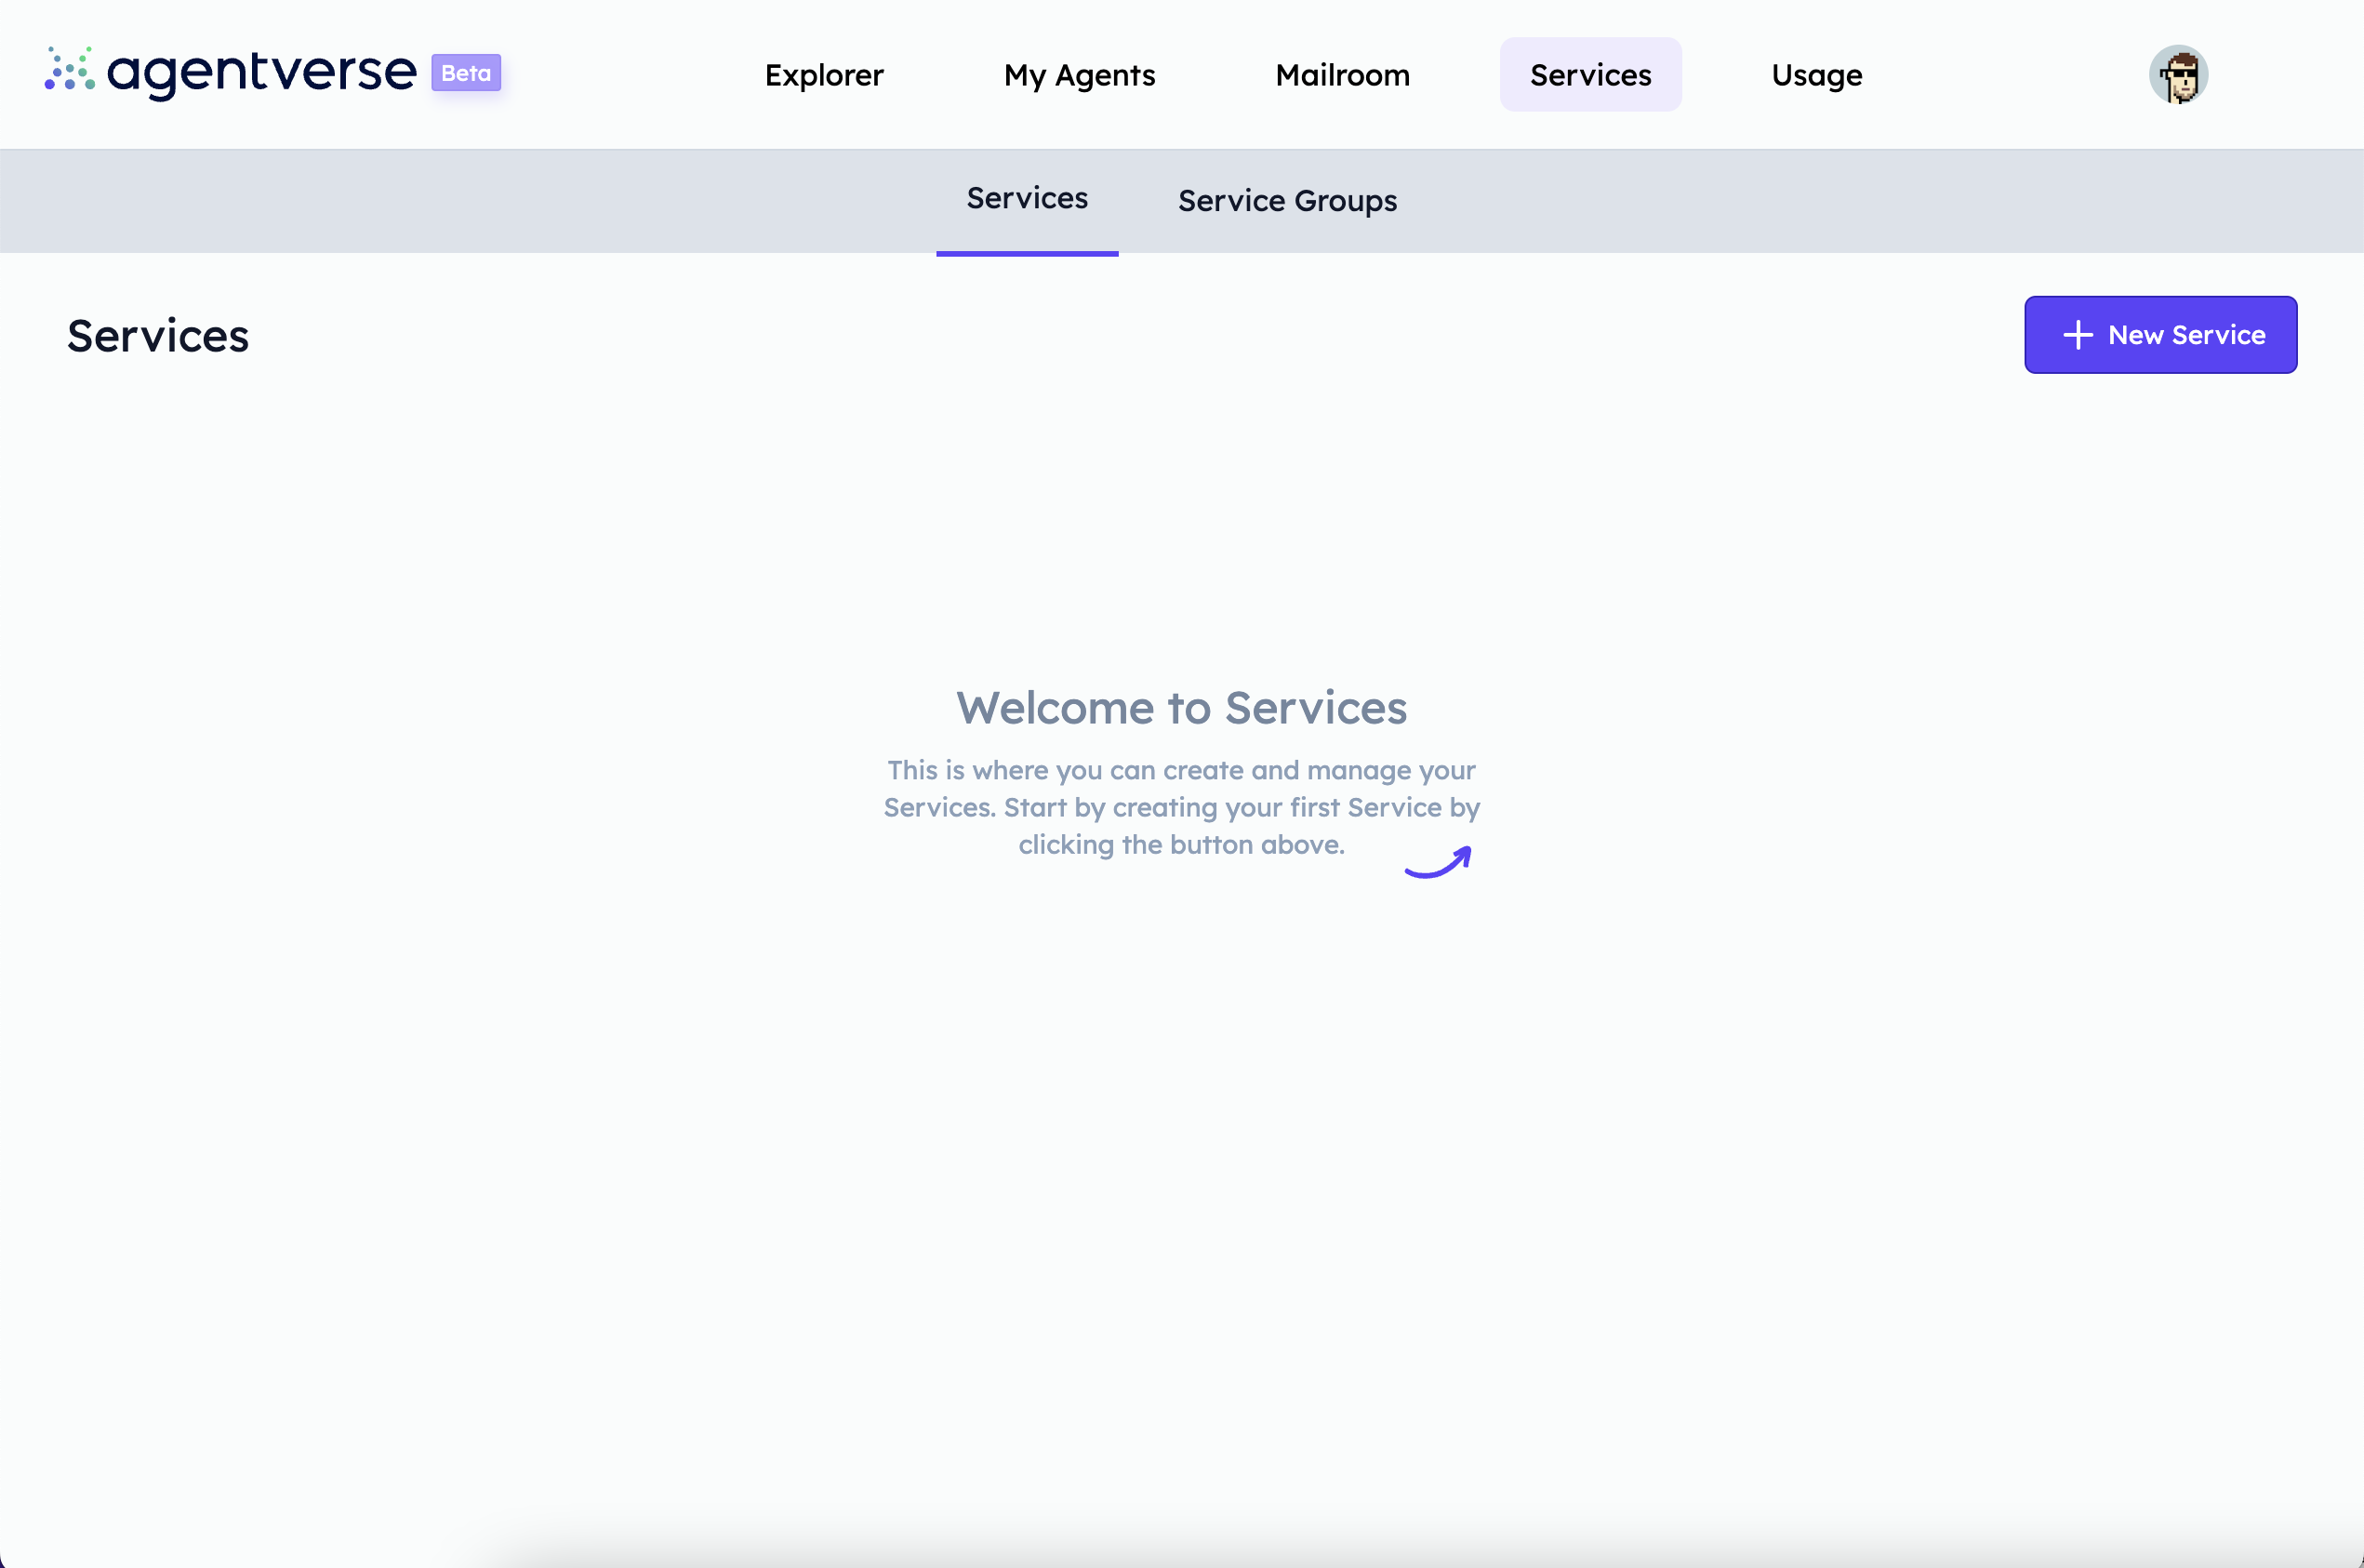 agentverse Beta Explorer My Agents Mailroom Services Usage
Services Service Groups
Services New Service
Welcome to Services
This is where you can create and manage your
Services. Start by creating your first Service by
clicking the button above.